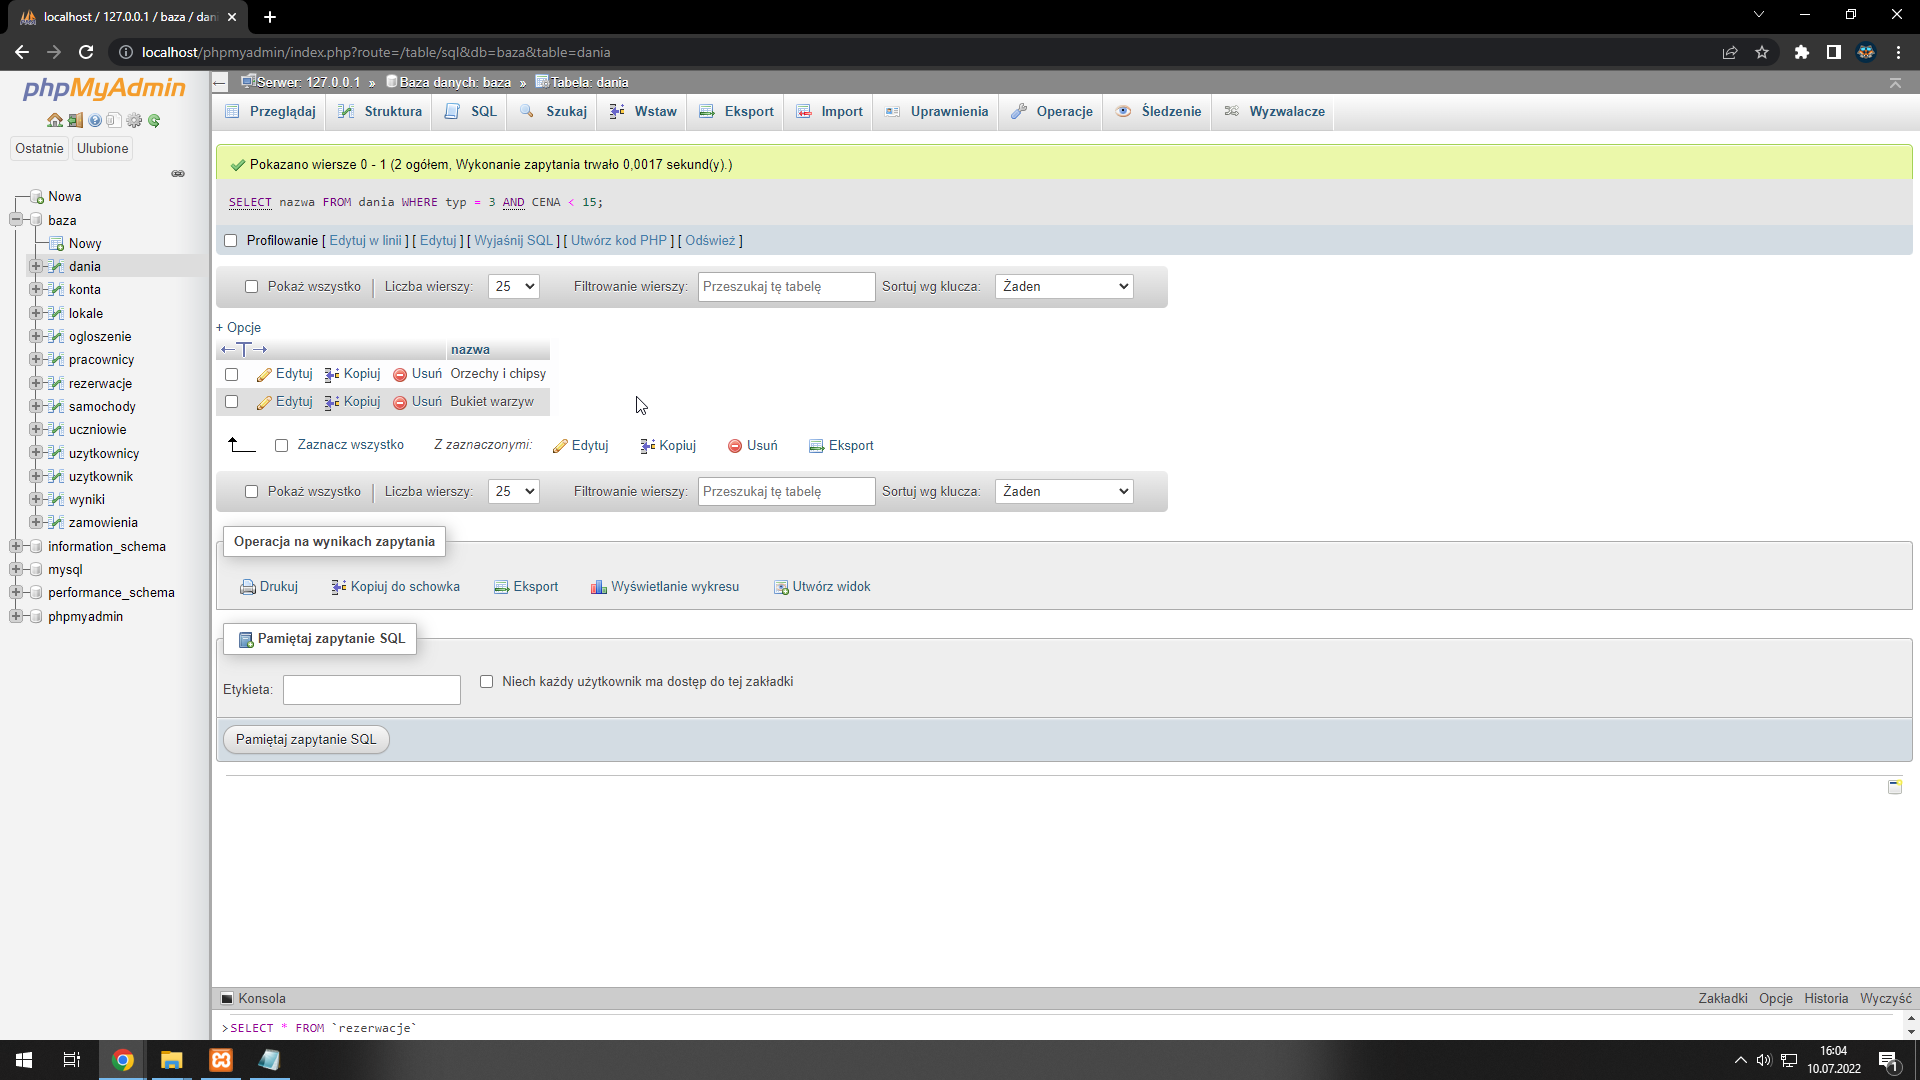 localhost / 127.0.0.1 / baza / dani
localhost/phpmyadmin/index.php?route=/table/sql&db=baza&table=dania
phpMyAdmin
Ostatnie
Ulubione
Nowa
baza
Nowy
dania
konta
lokale
ogloszenie
pracownicy
rezerwacje
samochody
uczniowie
uzytkownicy
uzytkownik
wyniki
zamowienia
information_schema
mysql
performance_schema
phpmyadmin
Serwer: 127.0.0.1 » Baza danych: baza » Tabela: dania
Przeglądaj Struktura SQL Szukaj Wstaw Eksport Import Uprawnienia Operacje Śledzenie Wyzwalacze
Pokazano wiersze 0 - 1 (2 ogółem, Wykonanie zapytania trwało 0,0017 sekund(y).)
SELECT nazwa FROM dania WHERE typ = 3 AND CENA < 15;
Profilowanie [ Edytuj w linii ] [ Edytuj ] [ Wyjaśnij SQL ] [ Utwórz kod PHP ] [ Odśwież ]
Pokaż wszystko Liczba wierszy: 25 Filtrowanie wierszy: Przeszukaj tę tabelę Sortuj wg klucza: Żaden
+ Opcje
←T→ nazwa
Edytuj Kopiuj Usuń Orzechy i chipsy
Edytuj Kopiuj Usuń Bukiet warzyw
Zaznacz wszystko Z zaznaczonymi: Edytuj Kopiuj Usuń Eksport
Pokaż wszystko Liczba wierszy: 25 Filtrowanie wierszy: Przeszukaj tę tabelę Sortuj wg klucza: Żaden
Operacja na wynikach zapytania
Drukuj Kopiuj do schowka Eksport Wyświetlanie wykresu Utwórz widok
Pamiętaj zapytanie SQL
Etykieta: Niech każdy użytkownik ma dostęp do tej zakładki
Pamiętaj zapytanie SQL
Konsola Zakładki Opcje Historia Wyczyść
>SELECT * FROM `rezerwacje`
16:04
10.07.2022
1